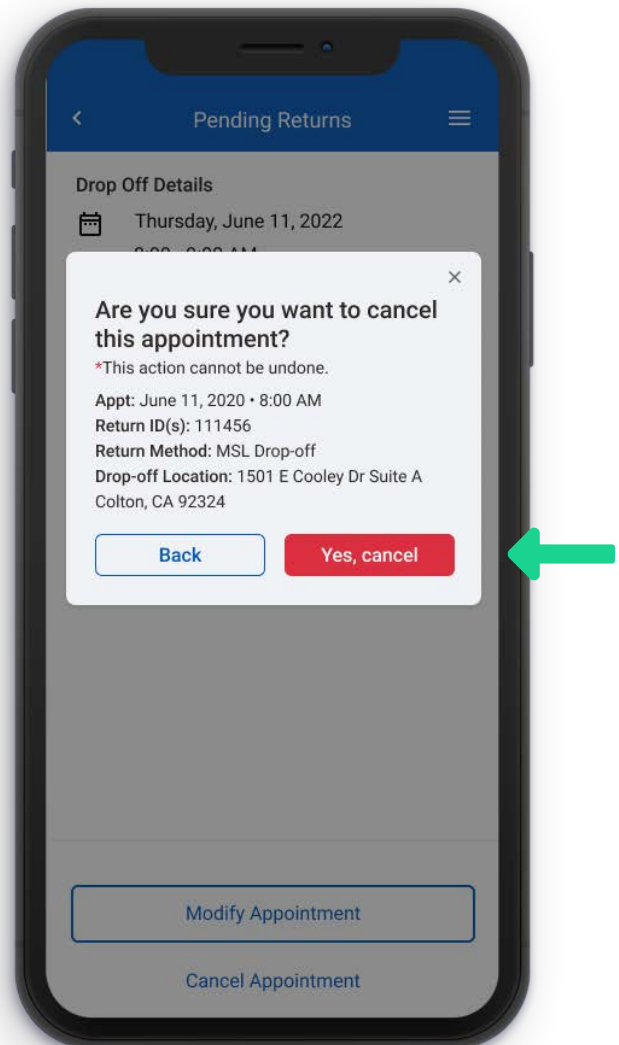 Pending Returns
Drop Off Details
Thursday, June 11, 2022
Are you sure you want to cancel
this appointment?
*This action cannot be undone.
Appt: June 11, 2020 • 8:00 AM
Return ID(s): 111456
Return Method: MSL Drop-off
Drop-off Location: 1501 E Cooley Dr Suite A
Colton, CA 92324
Back
Yes, cancel
Modify Appointment
Cancel Appointment